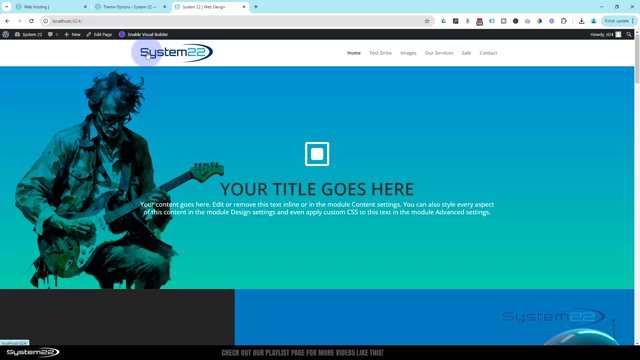 Web Hosting |
Theme Options - System 22 —
System 22 | Web Design
localhost/d24/
Finish update
System 22
New
Edit Page
Enable Visual Builder
Howdy, d24
System22
Home
Test Drive
Images
Our Services
Sale
Contact
YOUR TITLE GOES HERE
Your content goes here. Edit or remove this text inline or in the module Content settings. You can also style every aspect
of this content in the module Design settings and even apply custom CSS to this text in the module Advanced settings.
System22
localhost/d24/
System22
CHECK OUT OUR PLAYLIST PAGE FOR MORE VIDEOS LIKE THIS!